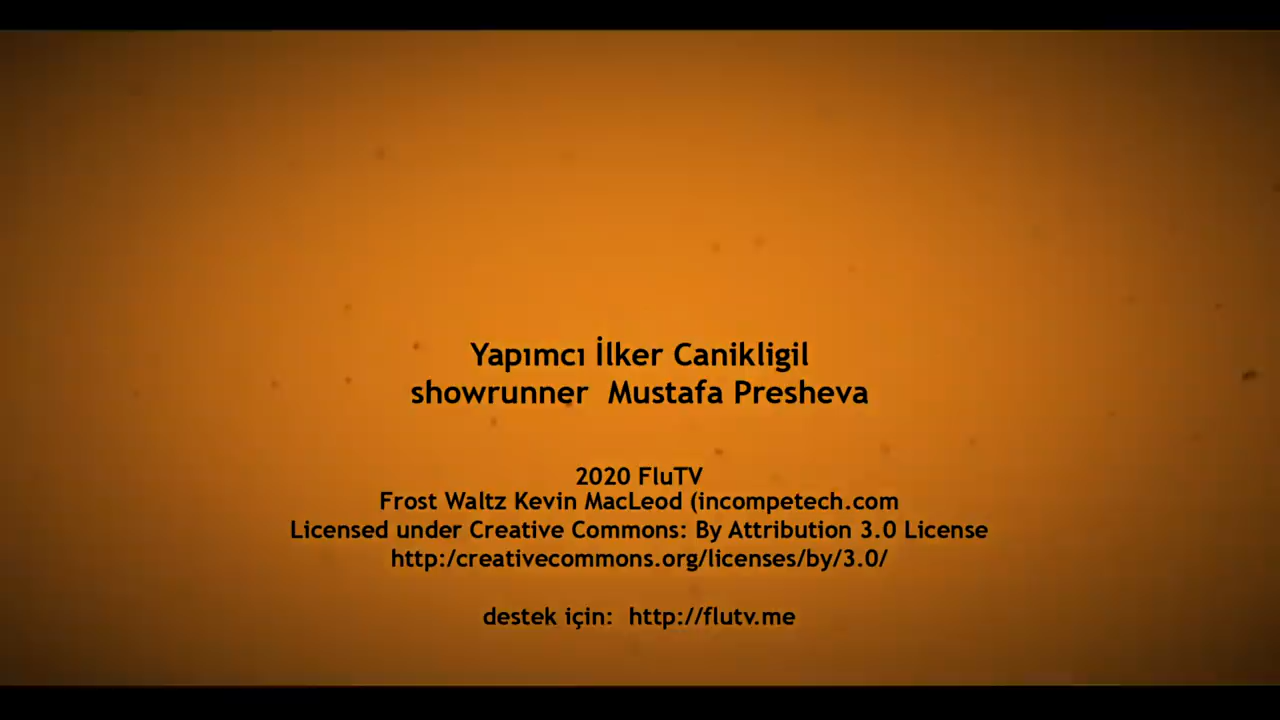 Yapımcı İlker Canikligil
showrunner  Mustafa Presheva
2020 FluTV
Frost Waltz Kevin MacLeod (incompetech.com
Licensed under Creative Commons: By Attribution 3.0 License
http:/creativecommons.org/licenses/by/3.0/
destek için:  http://flutv.me